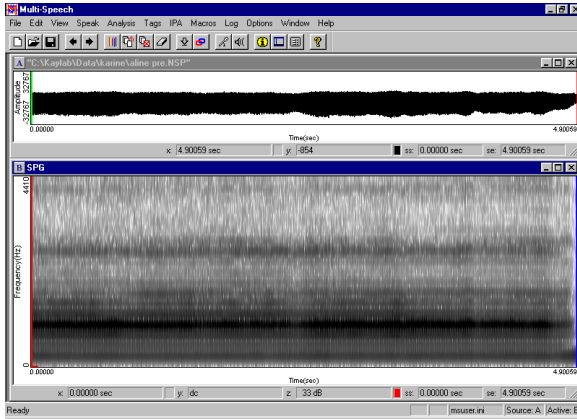 Multi-Speech
File Edit View Speak Analysis Tags IPA Macros Log Options Window Help
A "C:\Kaylab\Data\karine\aline pre.NSP"
Amplitude
-32767 32767
0.00000 4.90059
Time(sec)
x: 4.90059 sec y: -854 ss: 0.00000 sec se: 4.90059 sec
B SPG
4410
Frequency(Hz)
0
0.00000 4.90059
Time(sec)
x: 0.00000 sec y: dc z: 33 dB ss: 0.00000 sec se: 4.90059 sec
Ready msuser.ini Source: A Active: